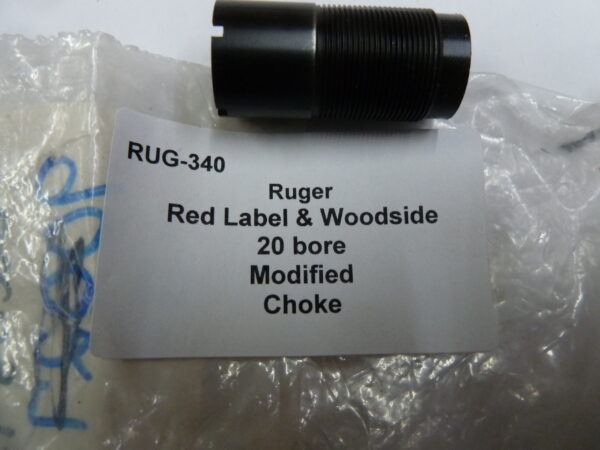 RUG-340
Ruger
Red Label & Woodside
20 bore
Modified
Choke